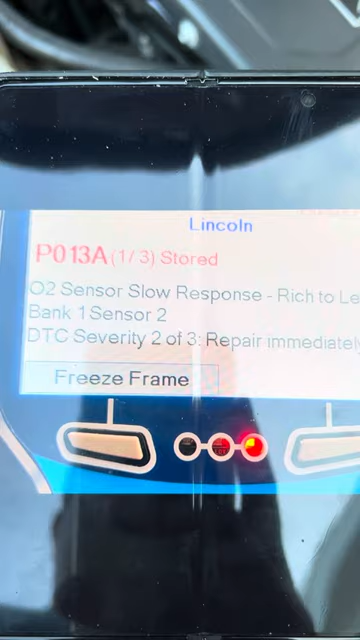 Lincoln
P013A (1/3) Stored
O2 Sensor Slow Response - Rich to Le
Bank 1 Sensor 2
DTC Severity 2 of 3: Repair immediately
Freeze Frame